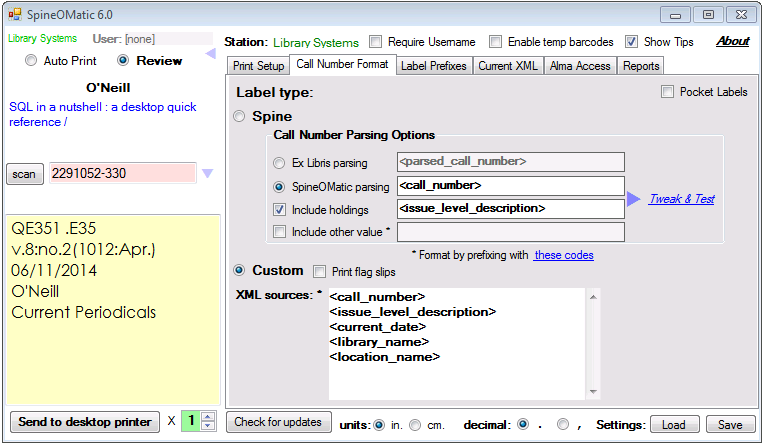 SpineOMatic 6.0
Library Systems User: [none]
Auto Print Review
O'Neill
SQL in a nutshell : a desktop quick
reference /
scan 2291052-330
QE351 .E35
v.8:no.2(1012:Apr.)
06/11/2014
O'Neill
Current Periodicals
Send to desktop printer X 1
Station: Library Systems Require Username Enable temp barcodes Show Tips About
Print Setup Call Number Format Label Prefixes Current XML Alma Access Reports
Label type: Pocket Labels
Spine
Call Number Parsing Options
Ex Libris parsing <parsed_call_number>
SpineOMatic parsing <call_number>
Include holdings <issue_level_description>
Tweak & Test
Include other value *
* Format by prefixing with these codes
Custom Print flag slips
XML sources: * <call_number>
<issue_level_description>
<current_date>
<library_name>
<location_name>
Check for updates units: in. cm. decimal: . , Settings: Load Save